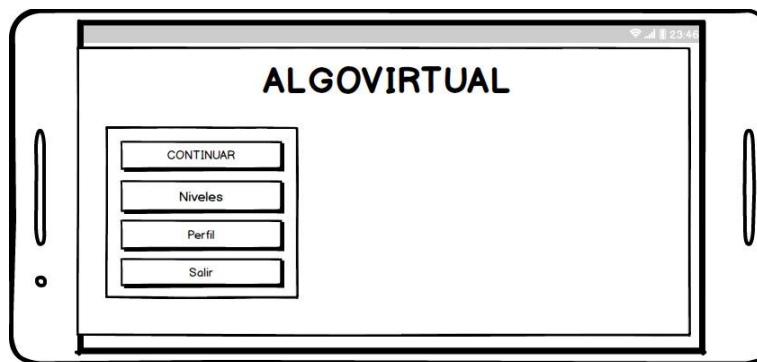 23:46
ALGOVIRTUAL
CONTINUAR
Niveles
Perfil
Salir